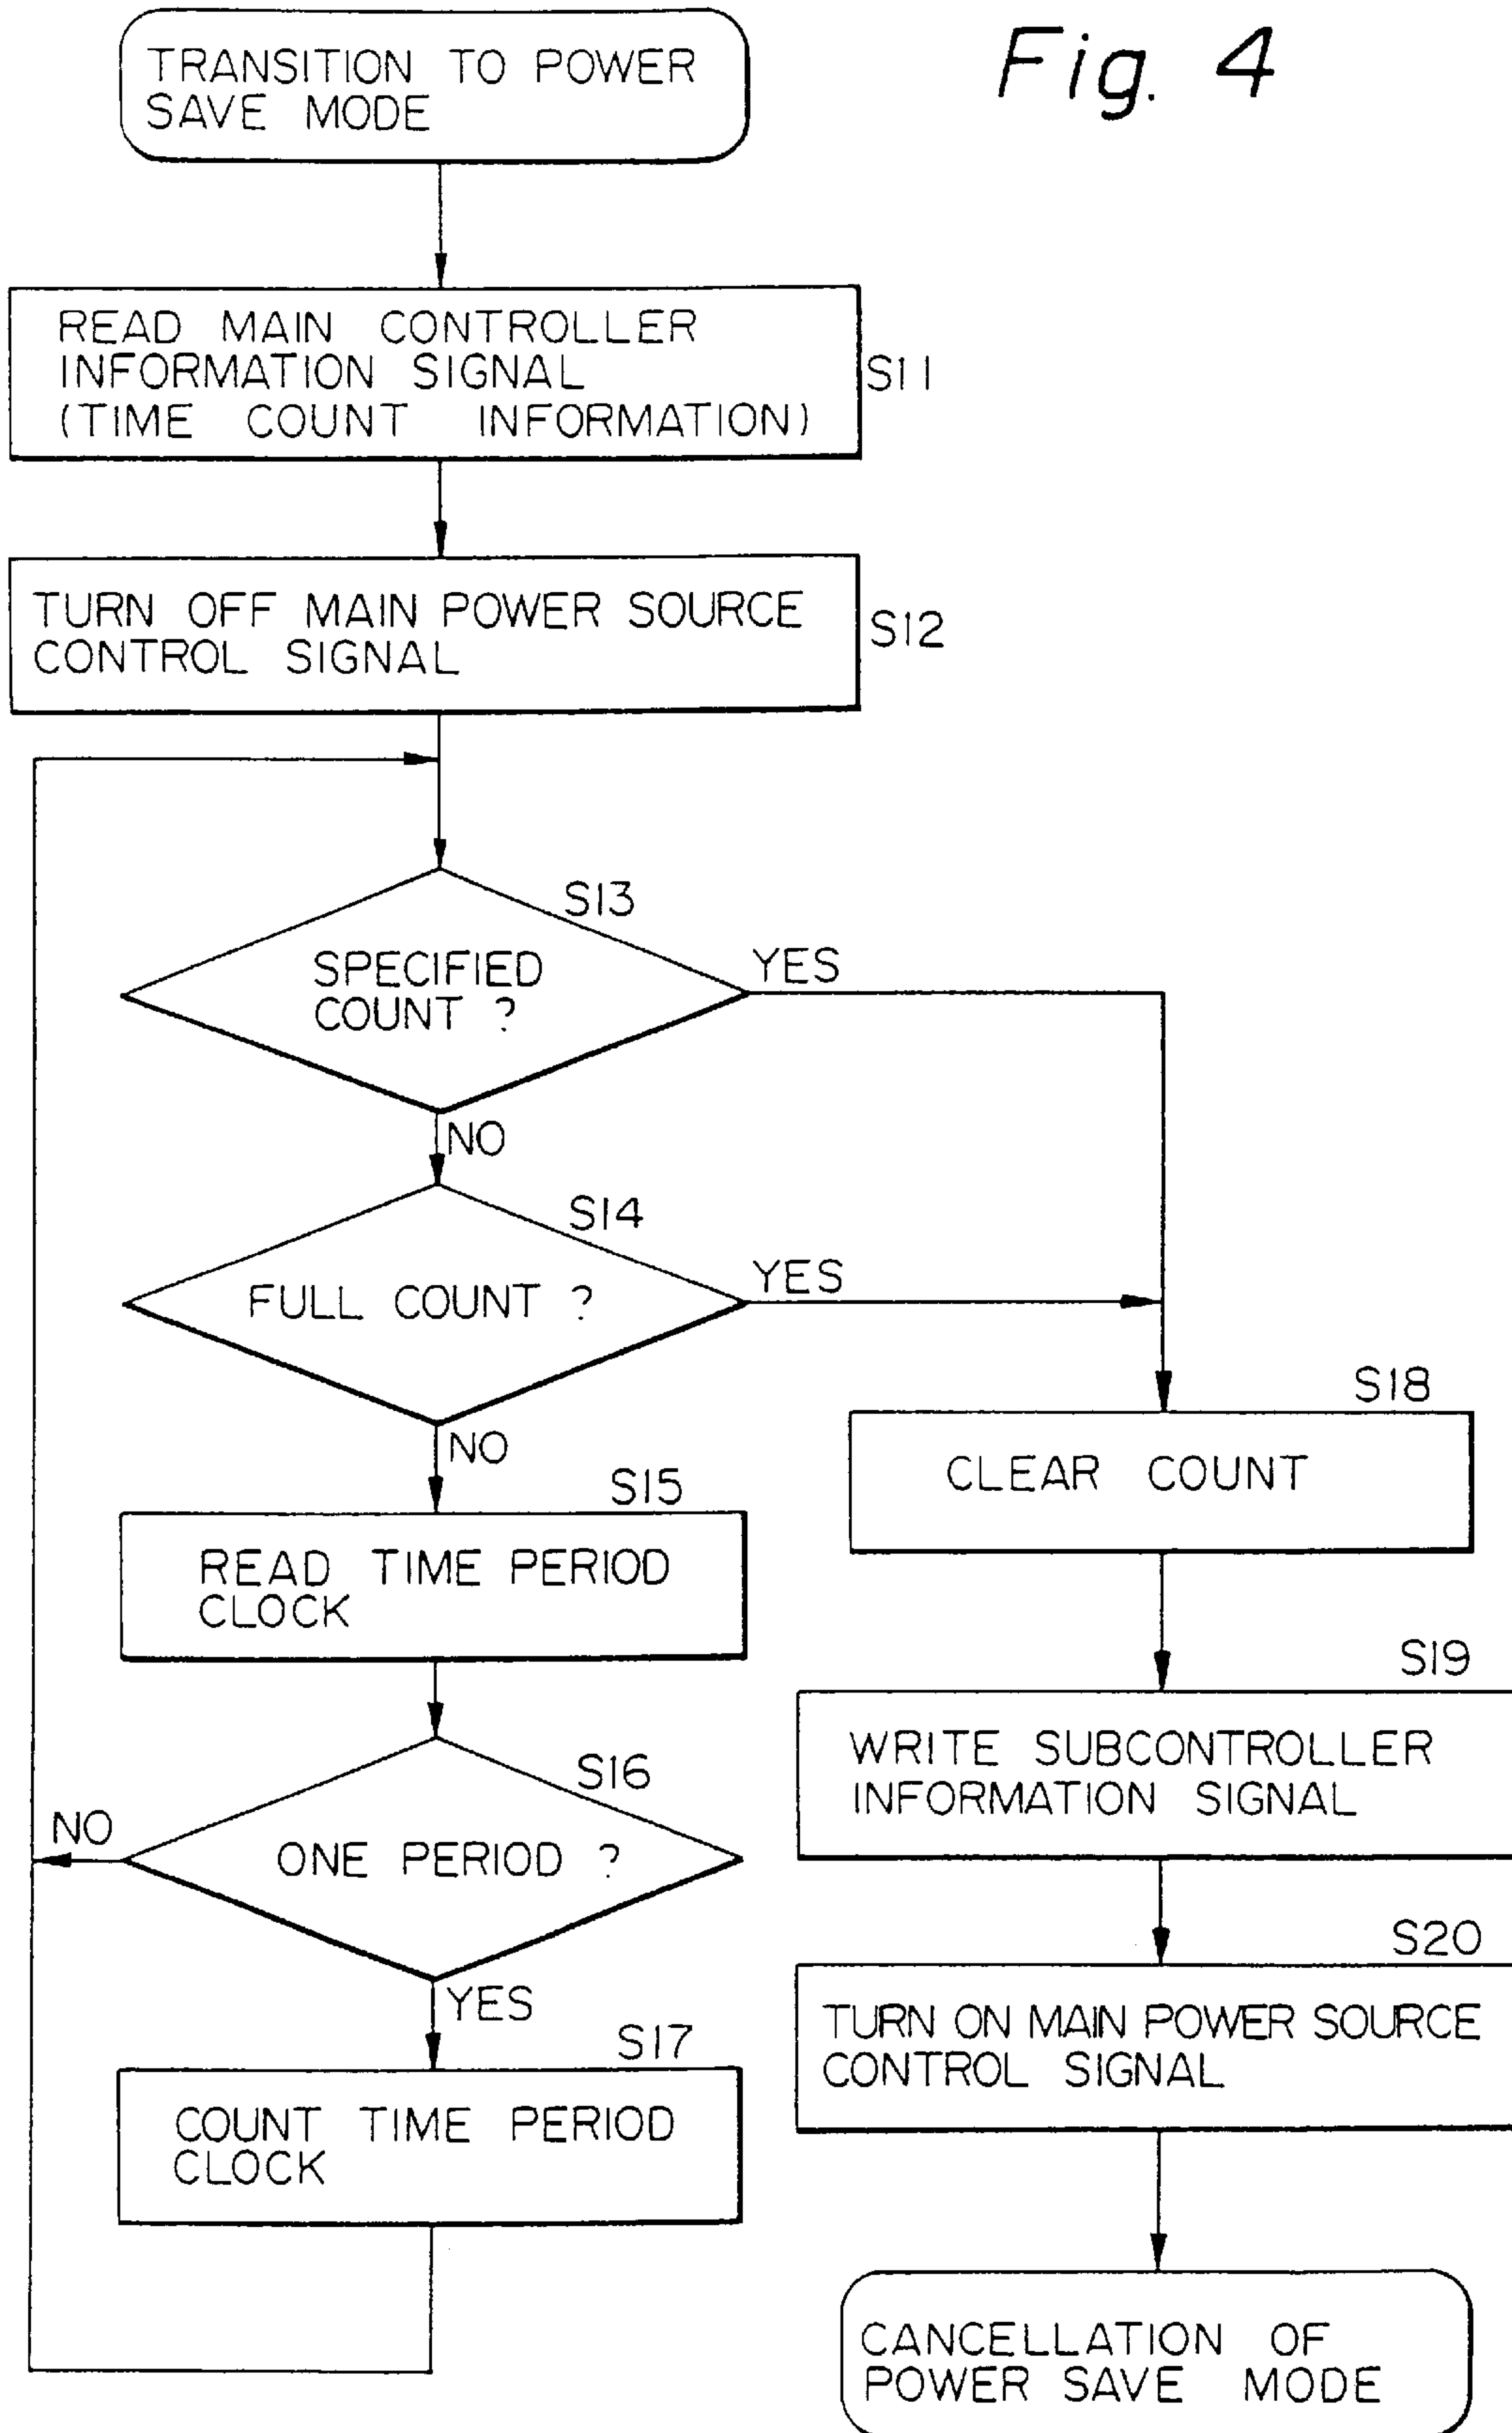 Fig. 4
TRANSITION TO POWER
SAVE MODE
READ MAIN CONTROLLER
INFORMATION SIGNAL
(TIME COUNT INFORMATION)
S11
TURN OFF MAIN POWER SOURCE
CONTROL SIGNAL
S12
S13
SPECIFIED
COUNT ?
YES
NO
S14
FULL COUNT ?
YES
NO
S15
READ TIME PERIOD
CLOCK
S16
ONE PERIOD ?
NO
YES
S17
COUNT TIME PERIOD
CLOCK
S18
CLEAR COUNT
S19
WRITE SUBCONTROLLER
INFORMATION SIGNAL
S20
TURN ON MAIN POWER SOURCE
CONTROL SIGNAL
CANCELLATION OF
POWER SAVE MODE